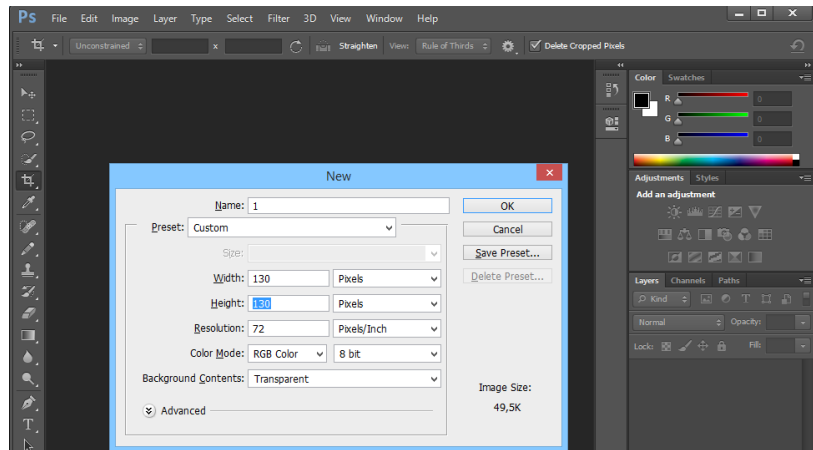 Ps File Edit Image Layer Type Select Filter 3D View Window Help
Unconstrained x Straighten View: Rule of Thirds Delete Cropped Pixels
Color Swatches
R 0
G 0
B 0
Adjustments Styles
Add an adjustment
New
Name: 1 OK
Preset: Custom Cancel
Size: Save Preset...
Width: 130 Pixels Delete Preset...
Height: 130 Pixels
Resolution: 72 Pixels/Inch
Color Mode: RGB Color 8 bit
Background Contents: Transparent
Image Size:
Advanced 49,5K
Layers Channels Paths
Kind T
Normal Opacity:
Lock: Fill:
T